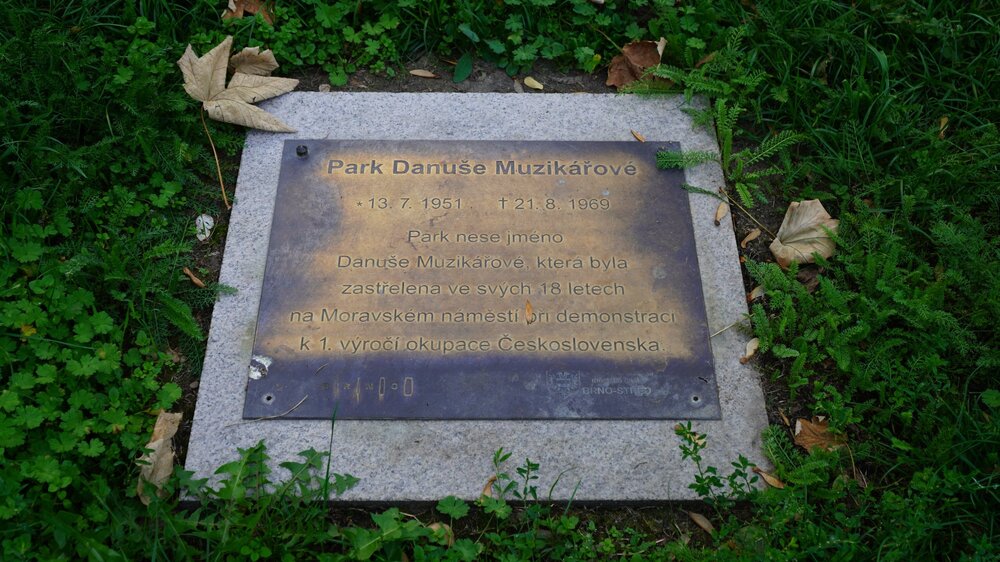 Park Danuše Muzikářové
* 13. 7. 1951 † 21. 8. 1969
Park nese jméno
Danuše Muzikářové, která byla
zastřelena ve svých 18 letech
na Moravském náměstí při demonstraci
k 1. výročí okupace Československa.
B R N O
BRNO-STŘED